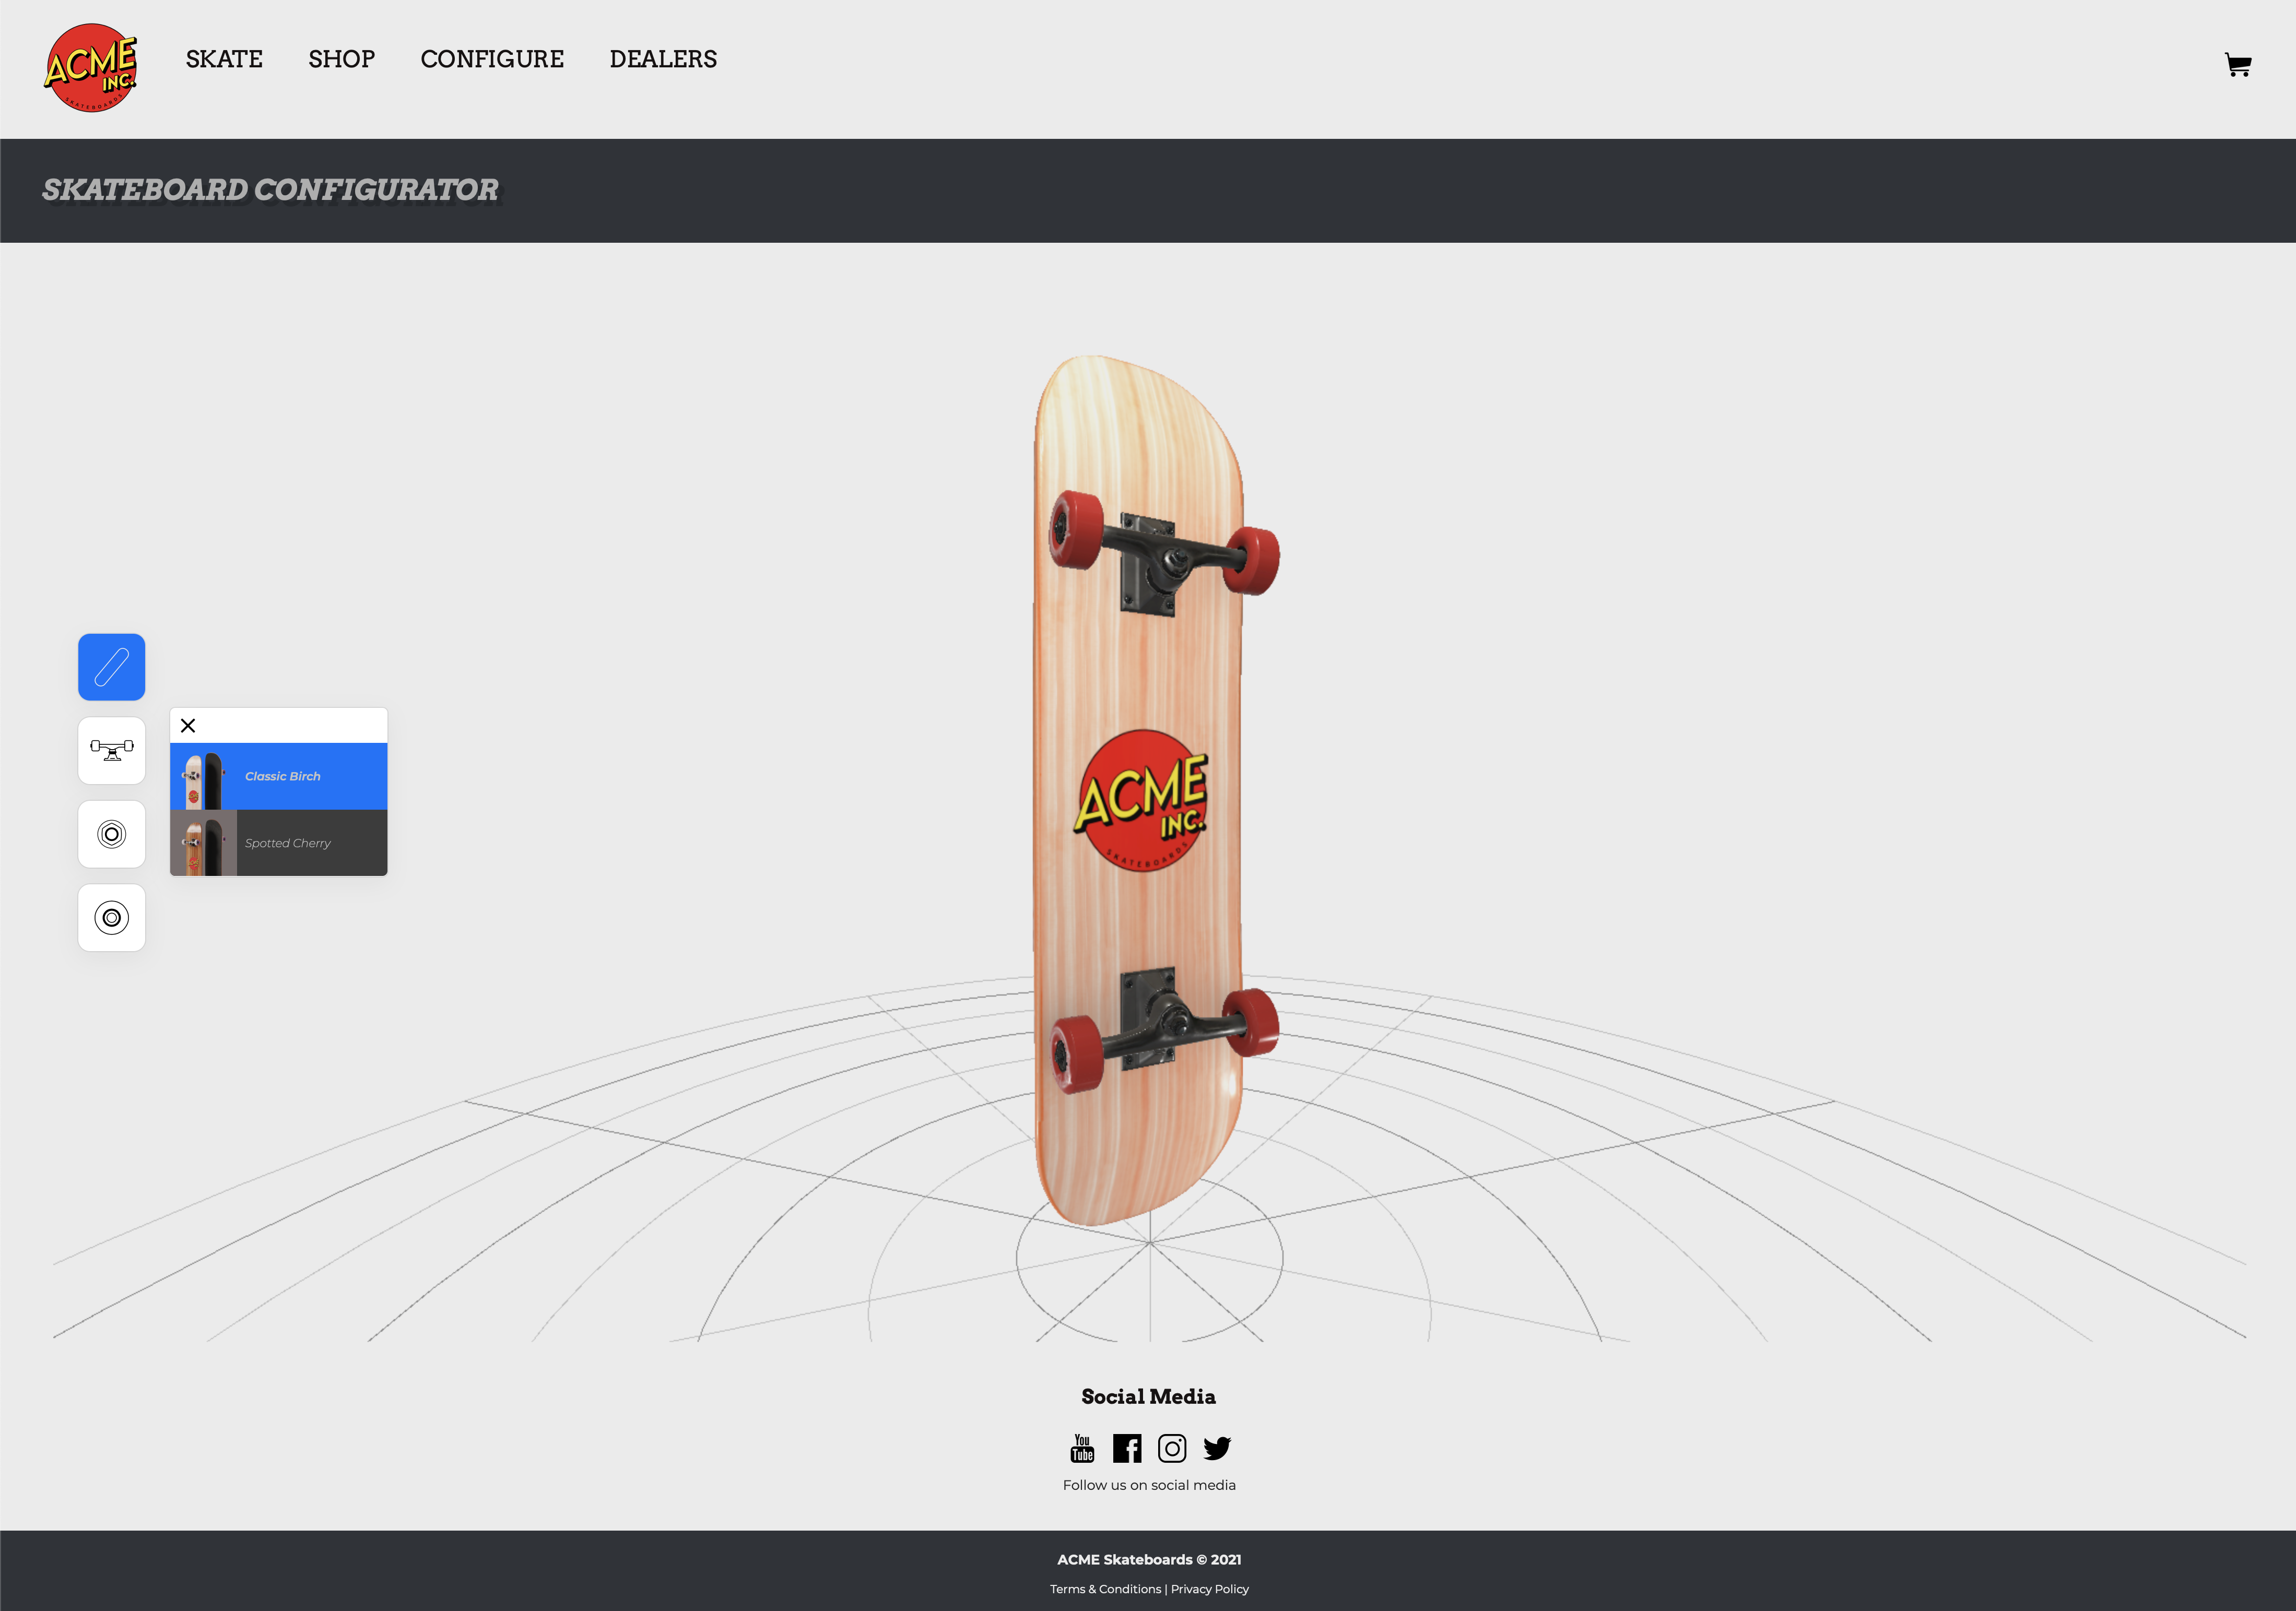 ACME
INC.
SKATEBOARDS
SKATE
SHOP
CONFIGURE
DEALERS
SKATEBOARD CONFIGURATOR
Classic Birch
Spotted Cherry
ACME
INC.
SKATEBOARDS
Social Media
You
Tube
Follow us on social media
ACME Skateboards © 2021
Terms & Conditions | Privacy Policy